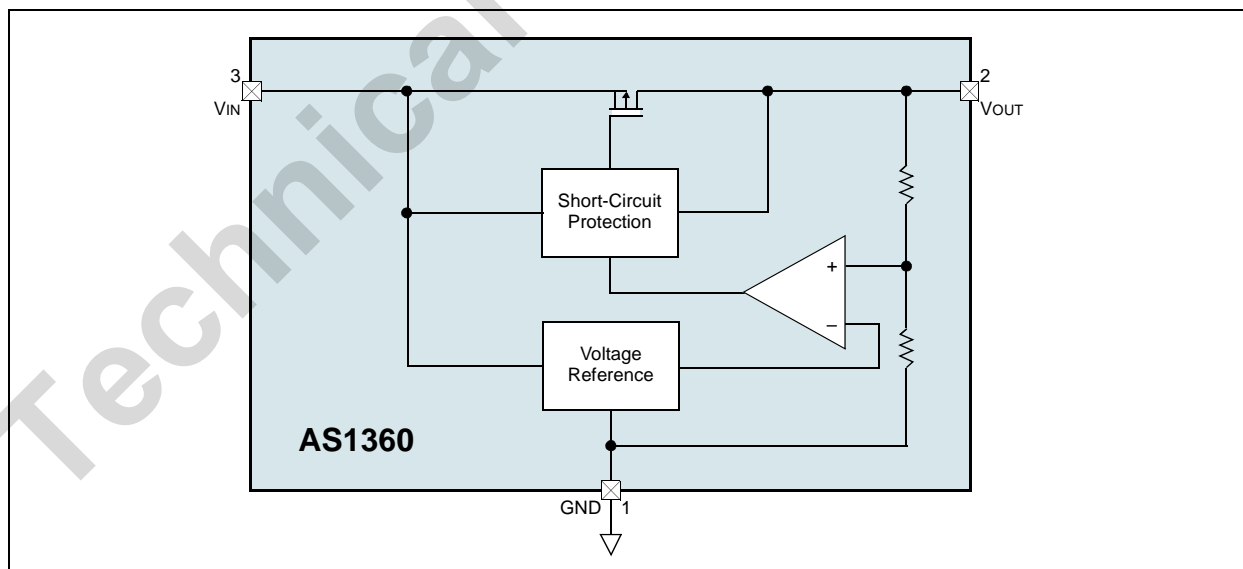 Technical
3
VIN
2
VOUT
Short-Circuit
Protection
+
–
Voltage
Reference
AS1360
GND 1